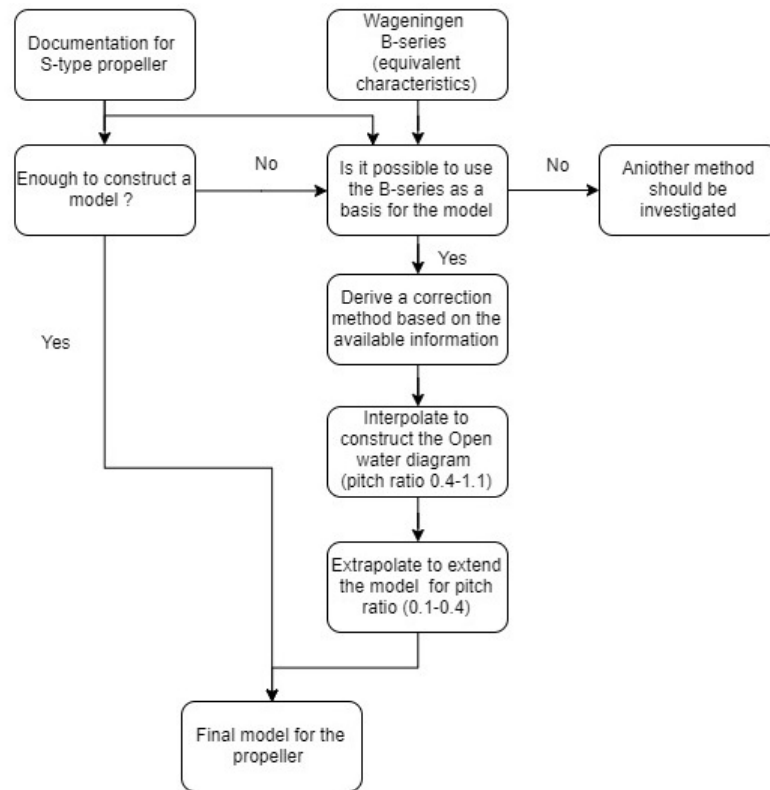 Documentation for
S-type propeller
Wageningen
B-series
(equivalent
characteristics)
Enough to construct a
model ?
No
Is it possible to use
the B-series as a
basis for the model
No
Aniother method
should be
investigated
Yes
Derive a correction
method based on the
available information
Yes
Interpolate to
construct the Open
water diagram
(pitch ratio 0.4-1.1)
Extrapolate to extend
the model for pitch
ratio (0.1-0.4)
Final model for the
propeller